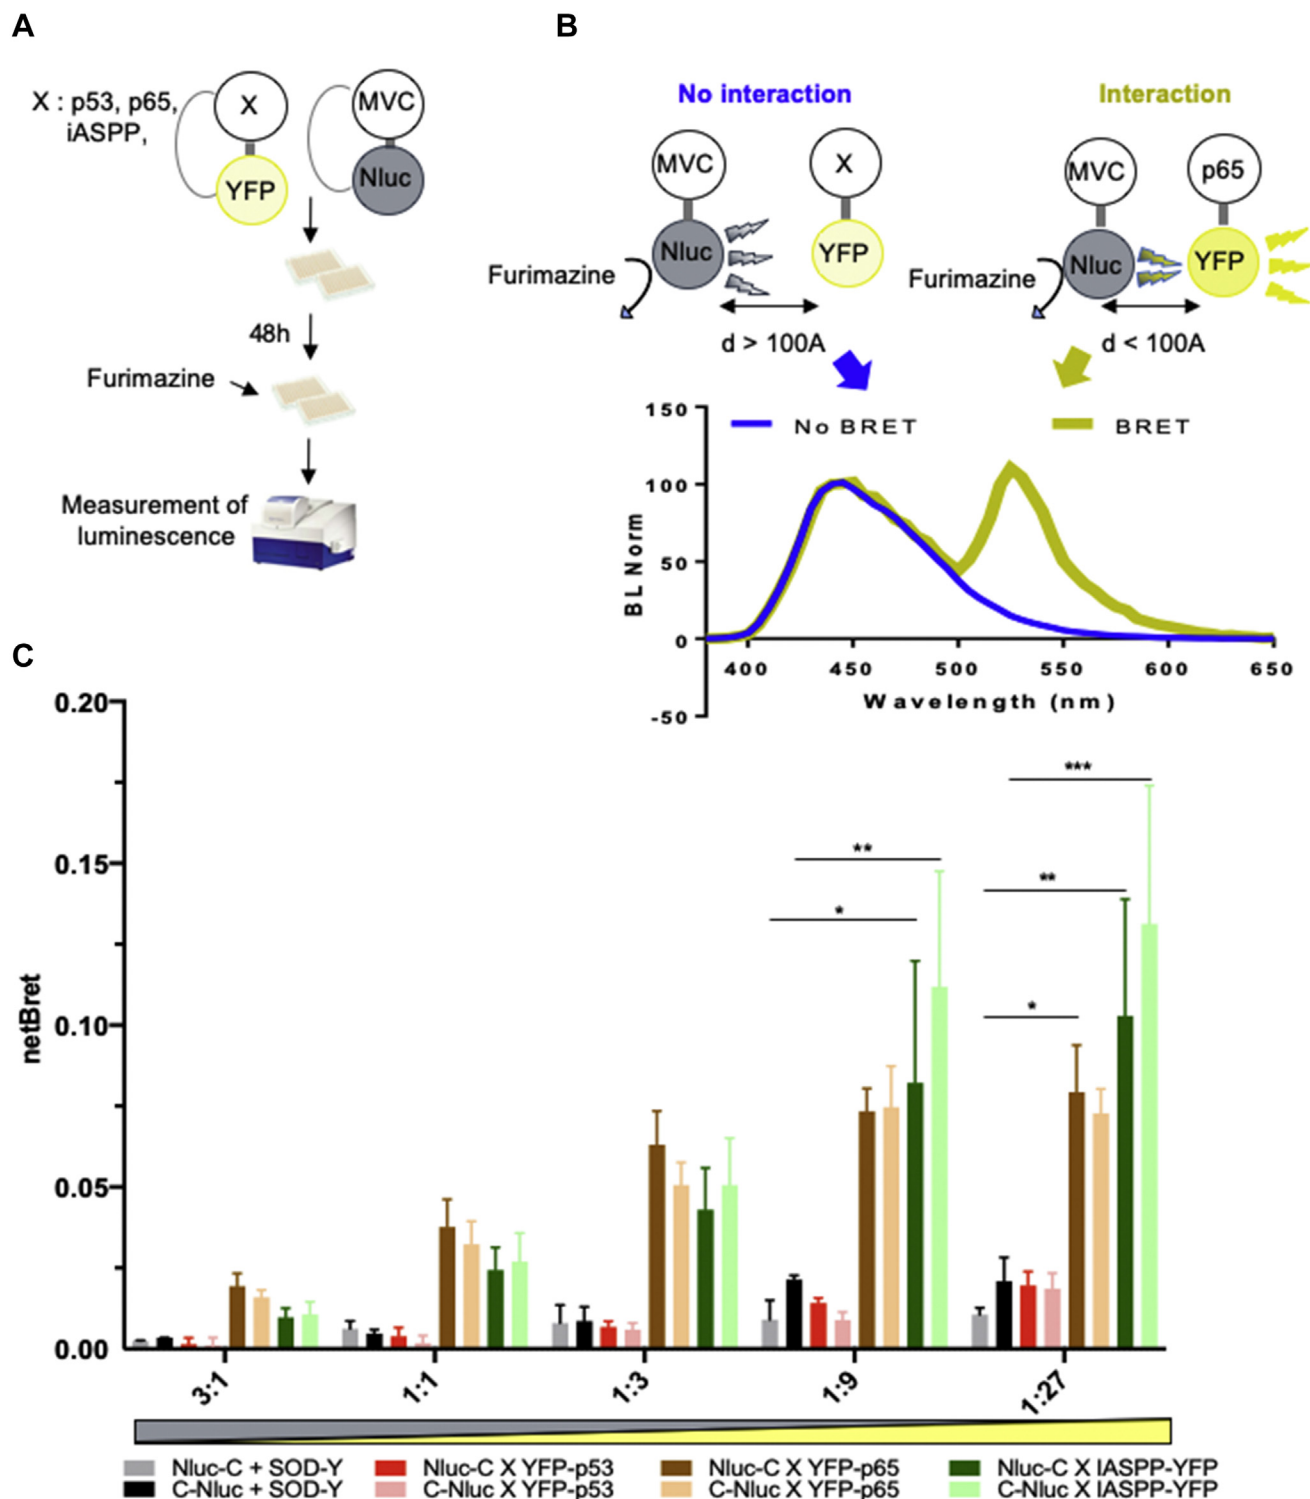 A
X : p53, p65,
iASPP,
X
YFP
MVC
Nluc
48h
Furimazine
Measurement of
luminescence
B
No interaction
MVC
X
Nluc
YFP
Furimazine
d > 100A
Interaction
MVC
p65
Nluc
YFP
Furimazine
d < 100A
No BRET
BRET
BL Norm
150
100
50
0
-50
400 450 500 550 600 650
Wavelength (nm)
C
netBret
0.20
0.15
0.10
0.05
0.00
**
*
***
**
*
3:1
1:1
1:3
1:9
1:27
Nluc-C + SOD-Y
C-Nluc + SOD-Y
Nluc-C X YFP-p53
C-Nluc X YFP-p53
Nluc-C X YFP-p65
C-Nluc X YFP-p65
Nluc-C X IASPP-YFP
C-Nluc X IASPP-YFP